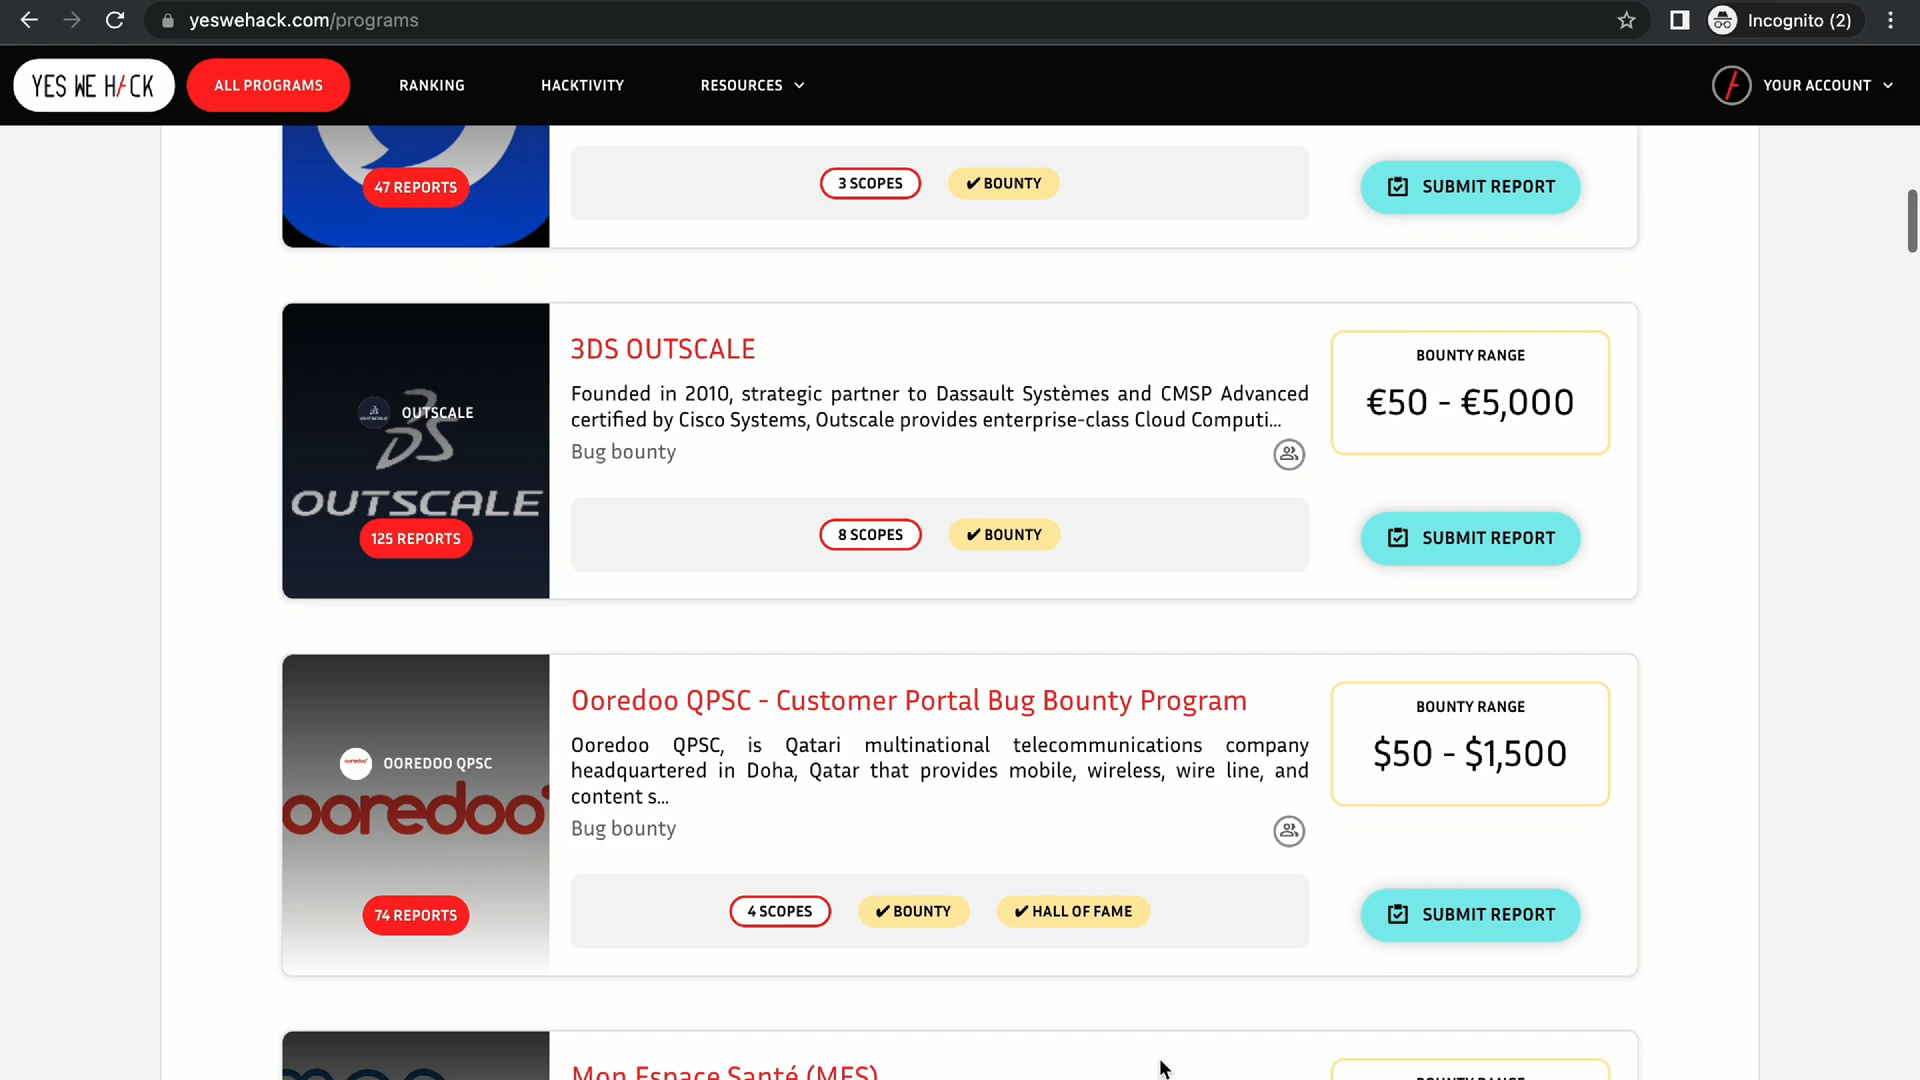 yeswehack.com/programs
Incognito (2)
YES WE H/CK
ALL PROGRAMS
RANKING
HACKTIVITY
RESOURCES
YOUR ACCOUNT
47 REPORTS
3 SCOPES
✔ BOUNTY
SUBMIT REPORT
OUTSCALE
OUTSCALE
125 REPORTS
3DS OUTSCALE
Founded in 2010, strategic partner to Dassault Systèmes and CMSP Advanced
certified by Cisco Systems, Outscale provides enterprise-class Cloud Computi...
Bug bounty
8 SCOPES
✔ BOUNTY
BOUNTY RANGE
€50 - €5,000
SUBMIT REPORT
OOREDOO QPSC
ooredoo
74 REPORTS
Ooredoo QPSC - Customer Portal Bug Bounty Program
Ooredoo QPSC, is Qatari multinational telecommunications company
headquartered in Doha, Qatar that provides mobile, wireless, wire line, and
content s...
Bug bounty
4 SCOPES
✔ BOUNTY
✔ HALL OF FAME
BOUNTY RANGE
$50 - $1,500
SUBMIT REPORT
Mon Espace Santé (MES)
BOUNTY RANGE